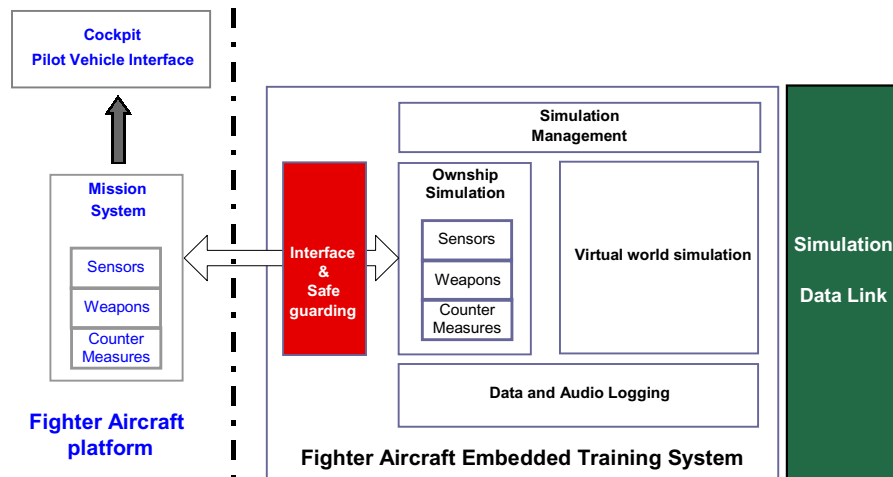 Cockpit
Pilot Vehicle Interface
Mission
System
Sensors
Weapons
Counter
Measures
Fighter Aircraft
platform
Interface
&
Safe
guarding
Simulation
Management
Ownship
Simulation
Sensors
Weapons
Counter
Measures
Virtual world simulation
Data and Audio Logging
Fighter Aircraft Embedded Training System
Simulation
Data Link